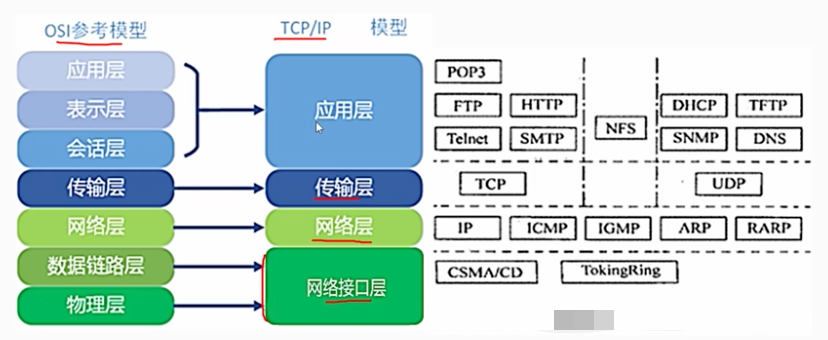 OSI参考模型
TCP/IP 模型
应用层
表示层
会话层
传输层
网络层
数据链路层
物理层
应用层
传输层
网络层
网络接口层
POP3
FTP HTTP NFS DHCP TFTP
Telnet SMTP SNMP DNS
TCP UDP
IP ICMP IGMP ARP RARP
CSMA/CD TokingRing